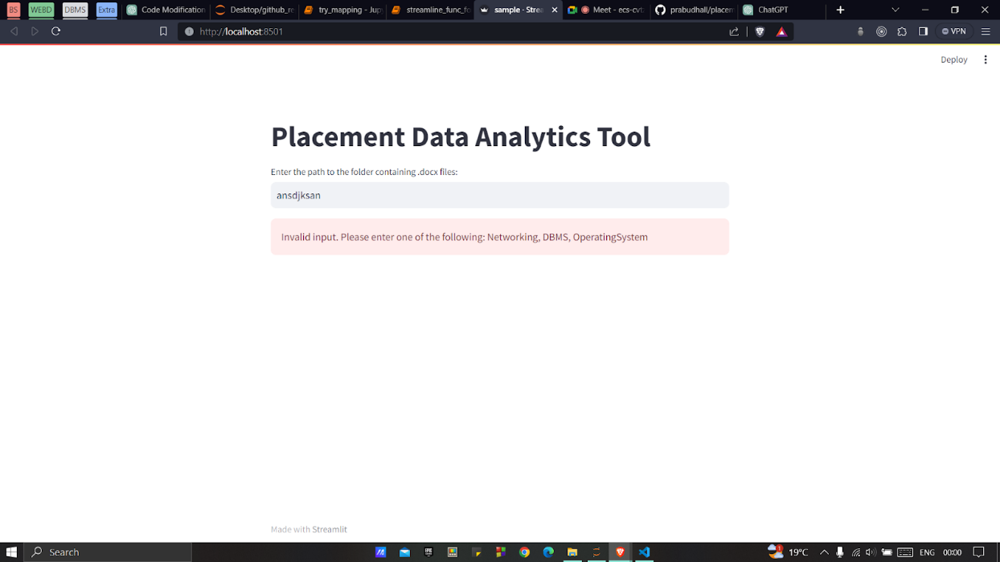 BS WEBD DBMS Extra Code Modification Desktop/github_re try_mapping - Jup streamline_func_fo sample - Strea Meet - ecs-cvt prabudhall/placem ChatGPT
http://localhost:8501 VPN
Deploy
Placement Data Analytics Tool
Enter the path to the folder containing .docx files:
ansdjksan
Invalid input. Please enter one of the following: Networking, DBMS, OperatingSystem
Made with Streamlit
Search 1 19°C ENG 00:00